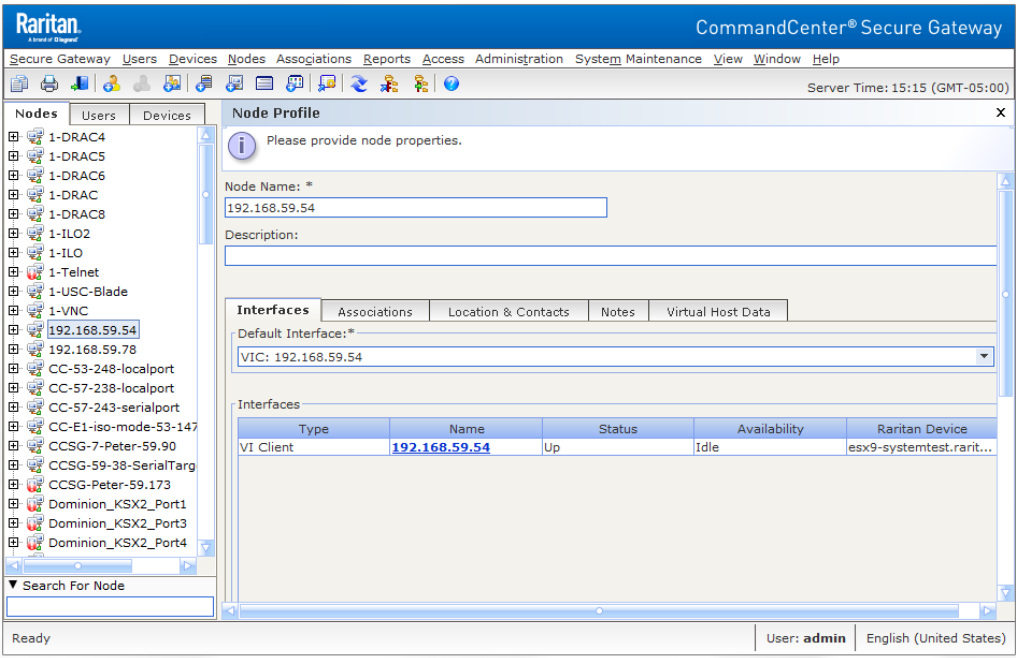 Raritan.
A brand of legrand
CommandCenter® Secure Gateway
Secure Gateway Users Devices Nodes Associations Reports Access Administration System Maintenance View Window Help
Server Time: 15:15 (GMT-05:00)
Nodes Users Devices
1-DRAC4
1-DRAC5
1-DRAC6
1-DRAC
1-DRAC8
1-ILO2
1-ILO
1-Telnet
1-USC-Blade
1-VNC
192.168.59.54
192.168.59.78
CC-53-248-localport
CC-57-238-localport
CC-57-243-serialport
CC-E1-iso-mode-53-147
CCSG-7-Peter-59.90
CCSG-59-38-SerialTarg
CCSG-Peter-59.173
Dominion_KSX2_Port1
Dominion_KSX2_Port3
Dominion_KSX2_Port4
Search For Node
Node Profile x
Please provide node properties.
Node Name: *
192.168.59.54
Description:
Interfaces Associations Location & Contacts Notes Virtual Host Data
Default Interface:*
VIC: 192.168.59.54
Interfaces
Type Name Status Availability Raritan Device
VI Client 192.168.59.54 Up Idle esx9-systemtest.rarit...
Ready
User: admin English (United States)